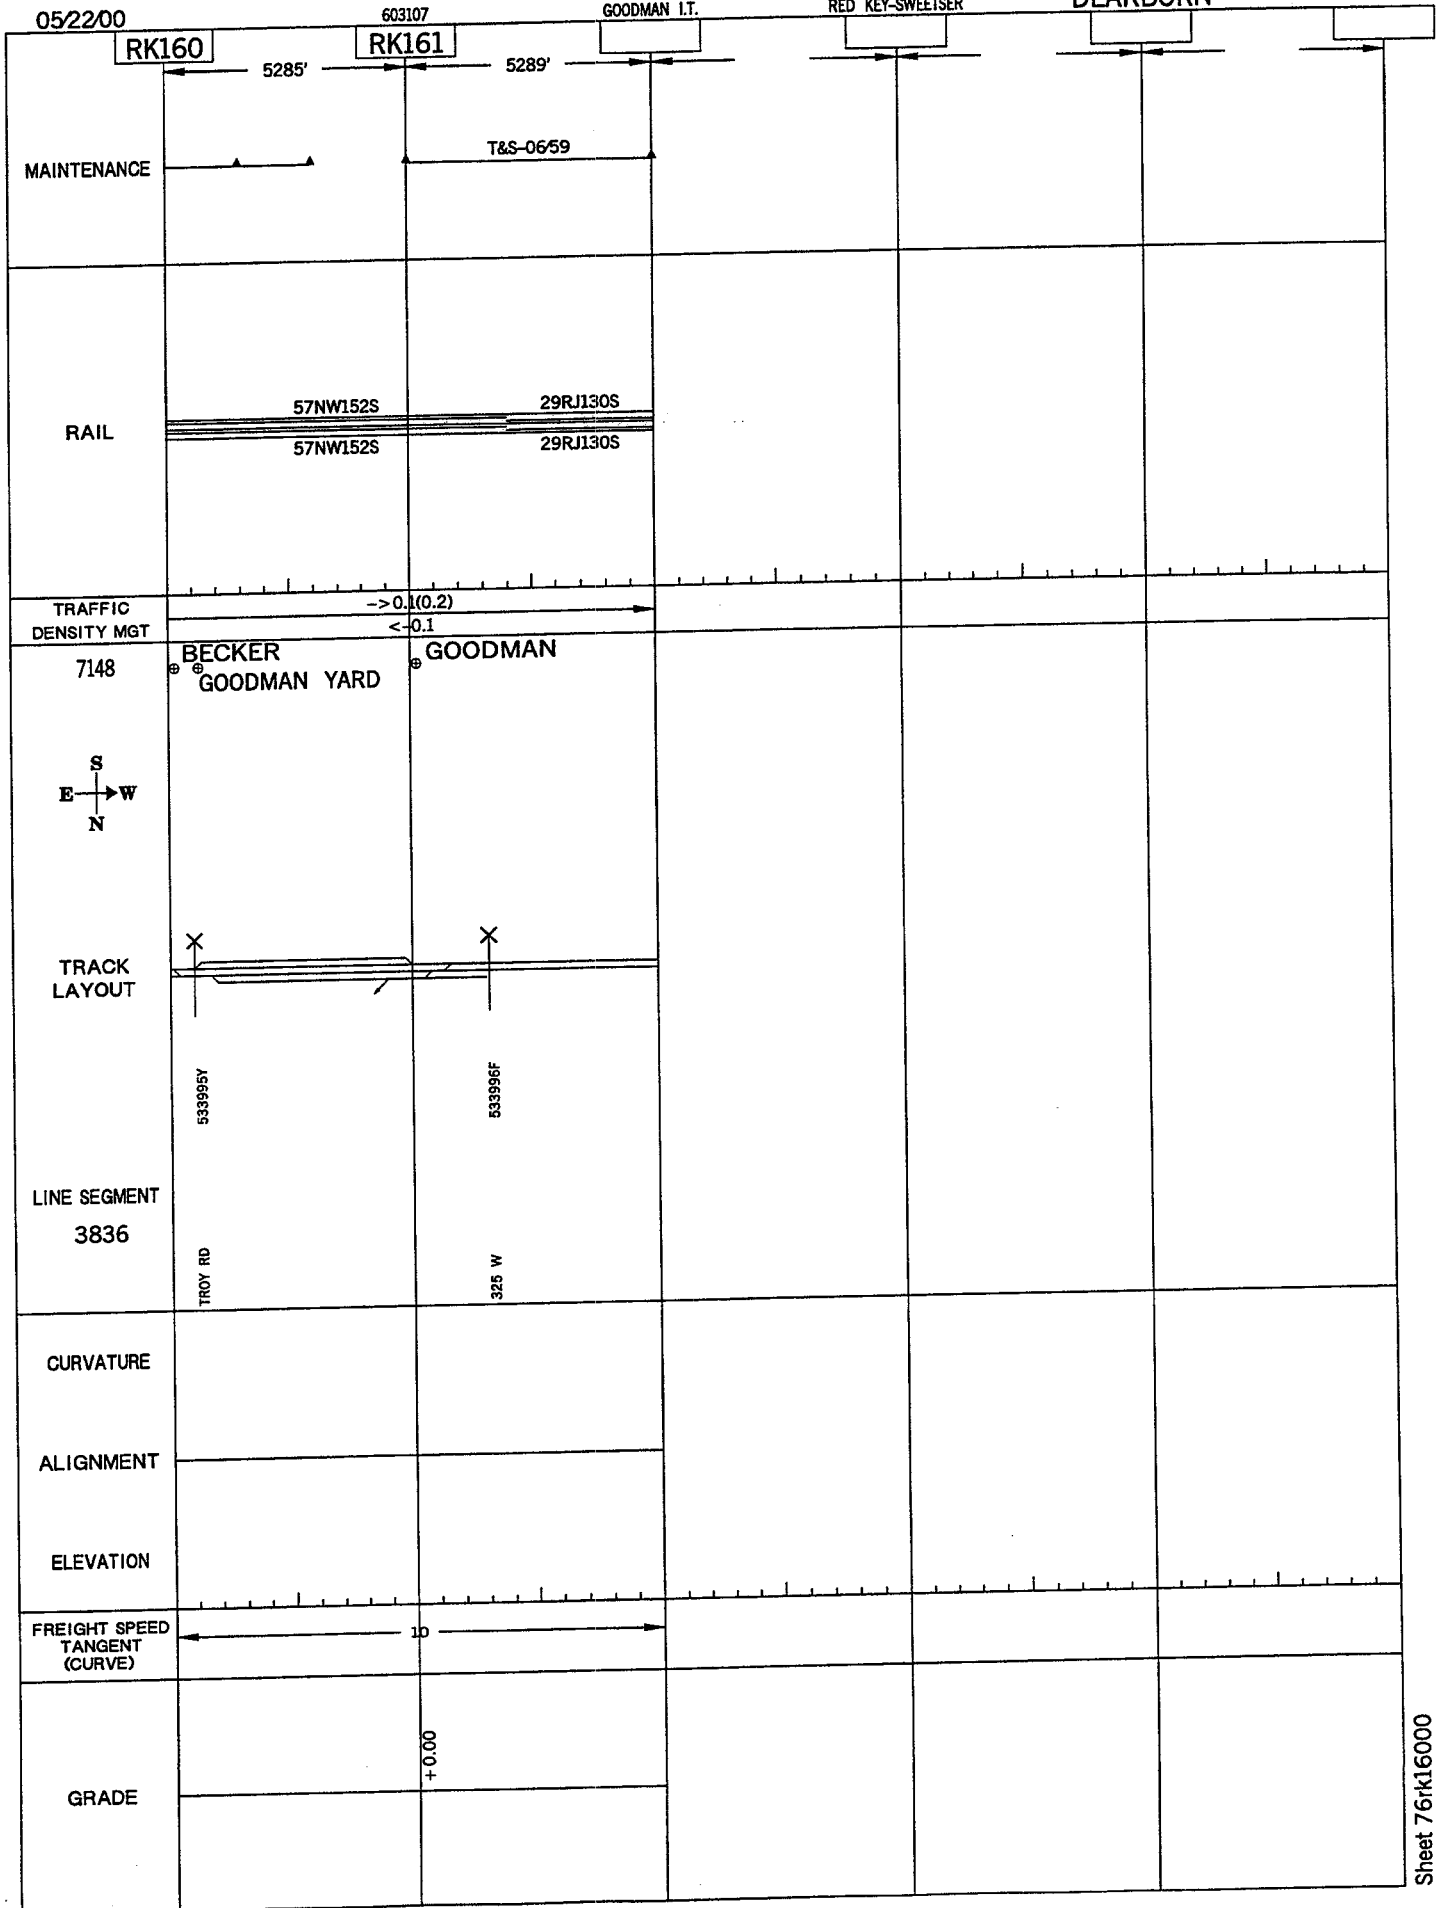 05/22/00
603107
GOODMAN I.T.
RED KEY-SWEETSER
DEARBORN
RK160
RK161
5285'
5289'
MAINTENANCE
T&S-06/59
RAIL
57NW152S
29RJ130S
57NW152S
29RJ130S
TRAFFIC
DENSITY MGT
->0.1(0.2)
<-0.1
7148
BECKER
GOODMAN YARD
GOODMAN
S
E W
N
TRACK
LAYOUT
533995Y
533996F
LINE SEGMENT
3836
TROY RD
325 W
CURVATURE
ALIGNMENT
ELEVATION
FREIGHT SPEED
TANGENT
(CURVE)
10
GRADE
+0.00
Sheet 76rk16000